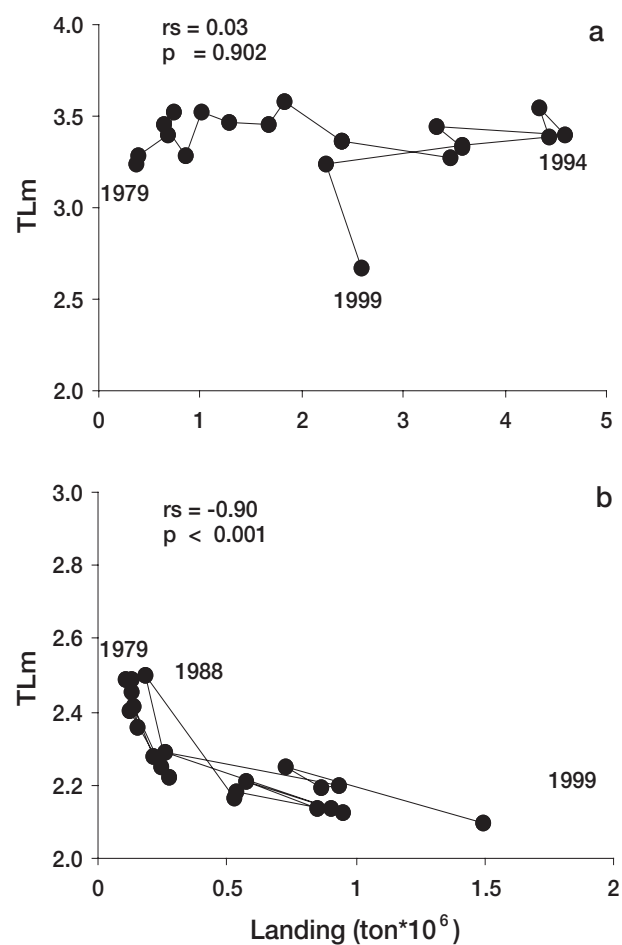 4.0
rs = 0.03
p = 0.902
a
3.5
3.0
2.5
2.0
TLm
1979
1994
1999
0 1 2 3 4 5
3.0
rs = -0.90
p < 0.001
b
2.8
2.6
2.4
2.2
2.0
TLm
1979
1988
1999
0 0.5 1 1.5 2
Landing (ton*10⁶)